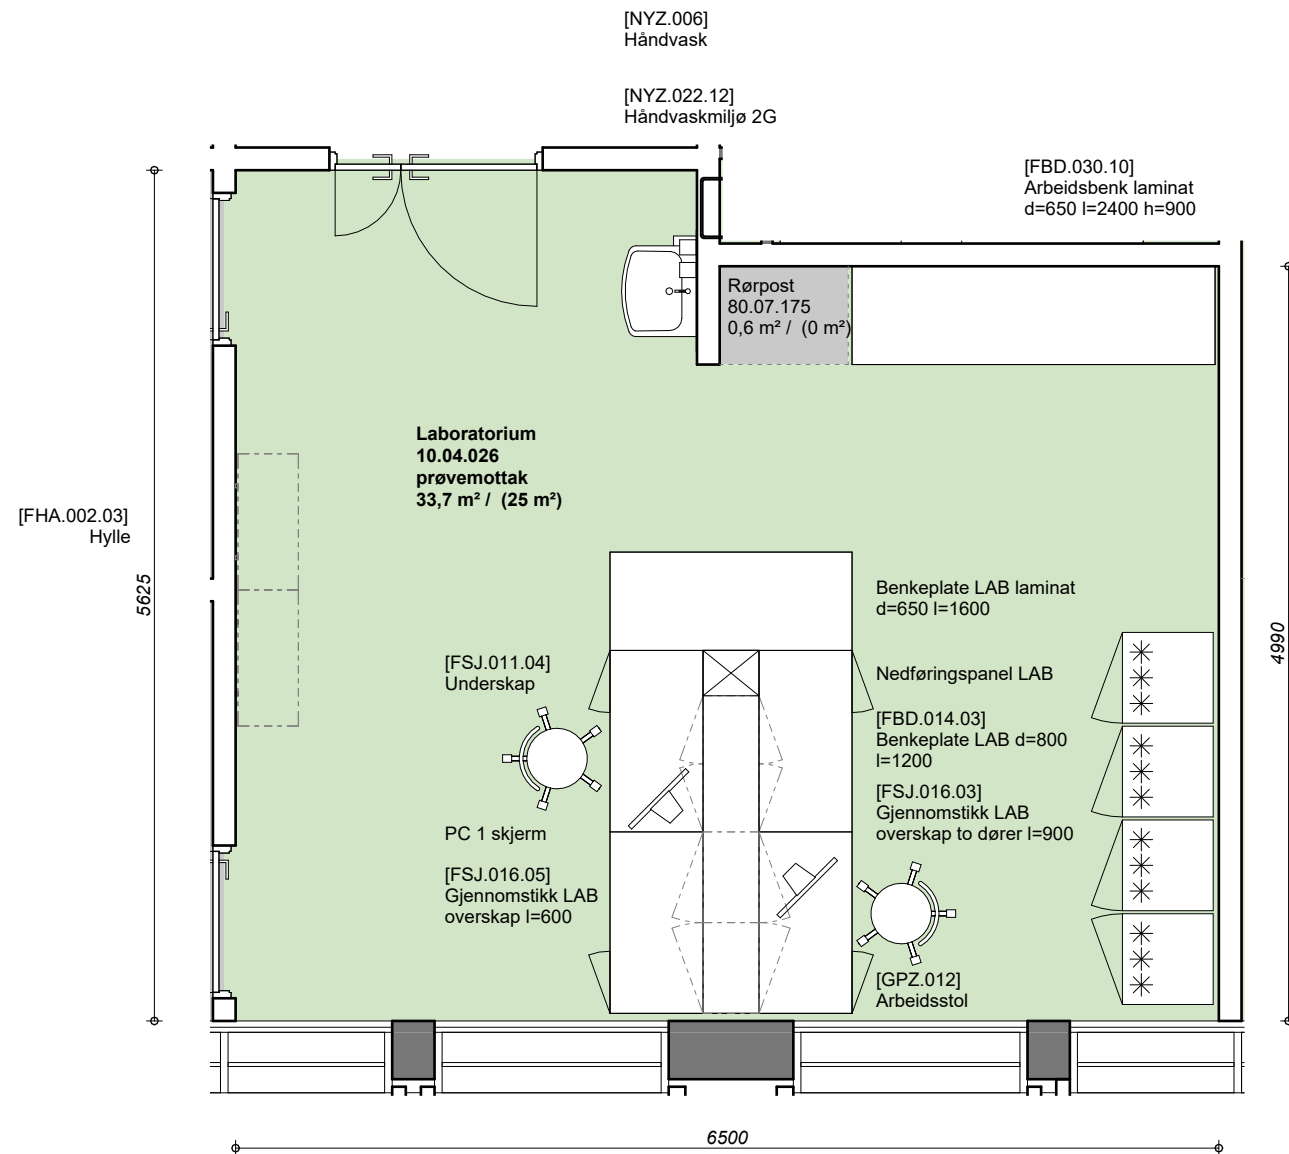 [NYZ.006]
Håndvask
[NYZ.022.12]
Håndvaskmiljø 2G
[FBD.030.10]
Arbeidsbenk laminat
d=650 l=2400 h=900
Rørpost
80.07.175
0,6 m² / (0 m²)
Laboratorium
10.04.026
prøvemottak
33,7 m² / (25 m²)
[FHA.002.03]
Hylle
5625
4990
Benkeplate LAB laminat
d=650 l=1600
[FSJ.011.04]
Underskap
Nedføringspanel LAB
[FBD.014.03]
Benkeplate LAB d=800
l=1200
[FSJ.016.03]
Gjennomstikk LAB
overskap to dører l=900
PC 1 skjerm
[FSJ.016.05]
Gjennomstikk LAB
overskap l=600
[GPZ.012]
Arbeidsstol
6500